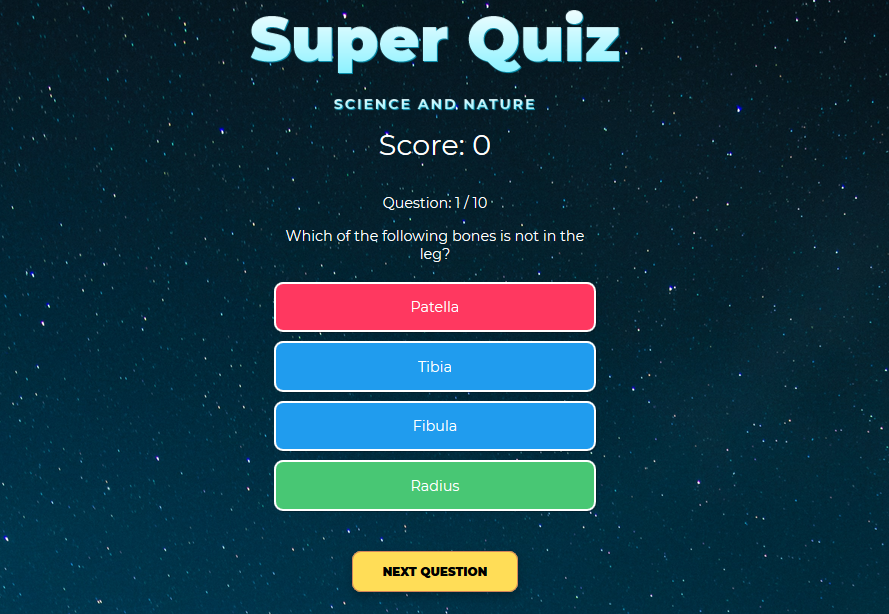 Super Quiz
SCIENCE AND NATURE
Score: 0
Question: 1 / 10
Which of the following bones is not in the
leg?
Patella
Tibia
Fibula
Radius
NEXT QUESTION